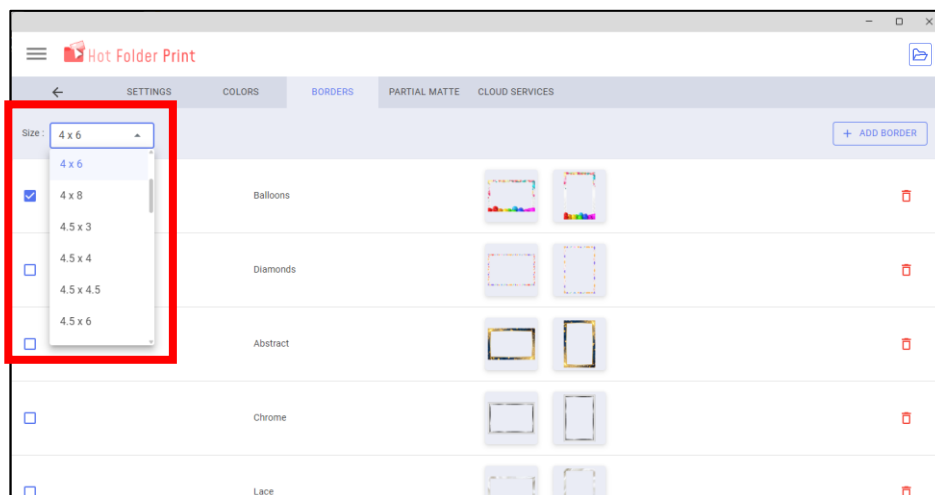 Hot Folder Print
SETTINGS COLORS BORDERS PARTIAL MATTE CLOUD SERVICES
Size : 4 x 6
+ ADD BORDER
4 x 6
4 x 8
4.5 x 3
4.5 x 4
4.5 x 4.5
4.5 x 6
Balloons
Diamonds
Abstract
Chrome
Lace